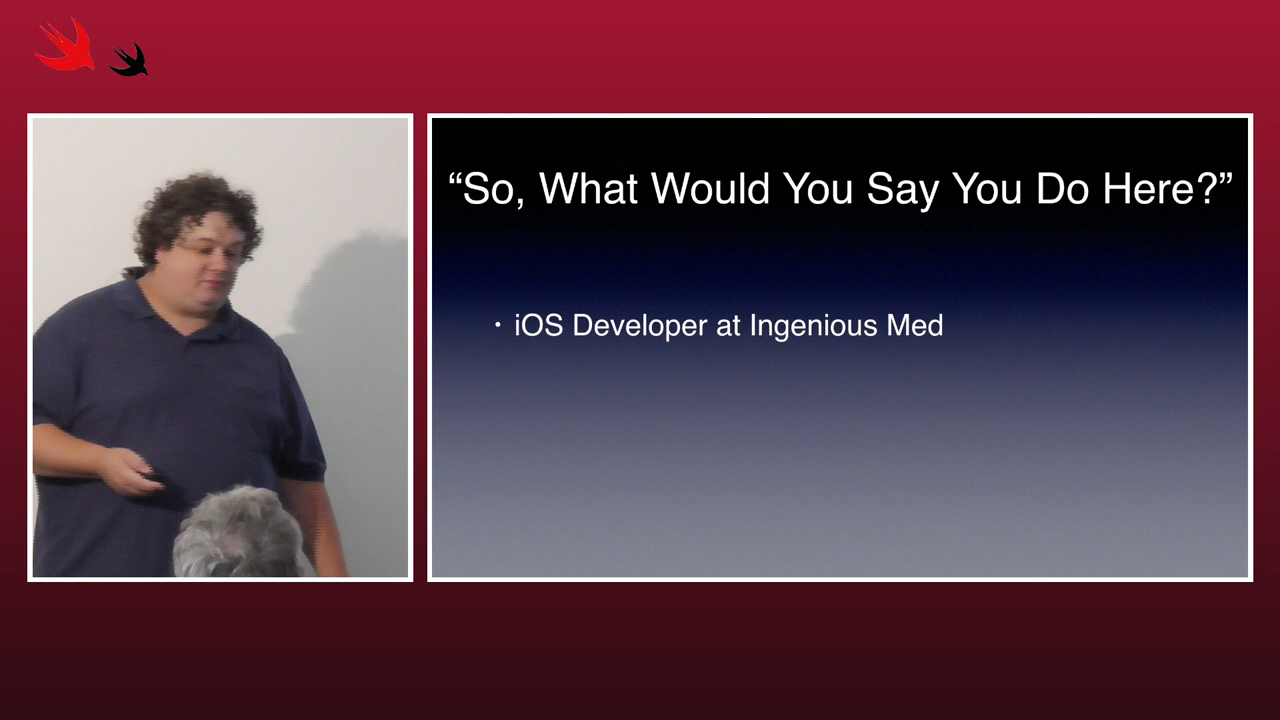 “So, What Would You Say You Do Here?”
• iOS Developer at Ingenious Med